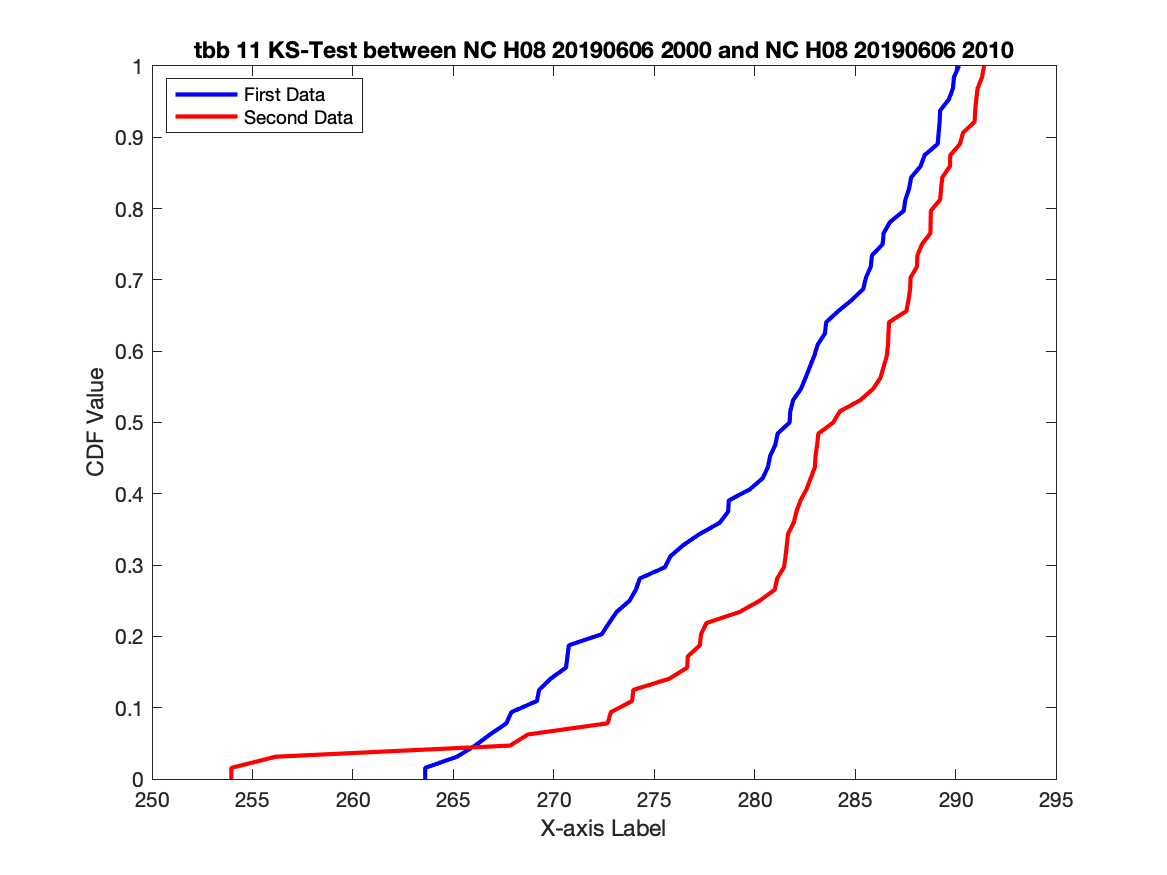 tbb 11 KS-Test between NC H08 20190606 2000 and NC H08 20190606 2010
First Data
Second Data
CDF Value
1
0.9
0.8
0.7
0.6
0.5
0.4
0.3
0.2
0.1
0
250 255 260 265 270 275 280 285 290 295
X-axis Label